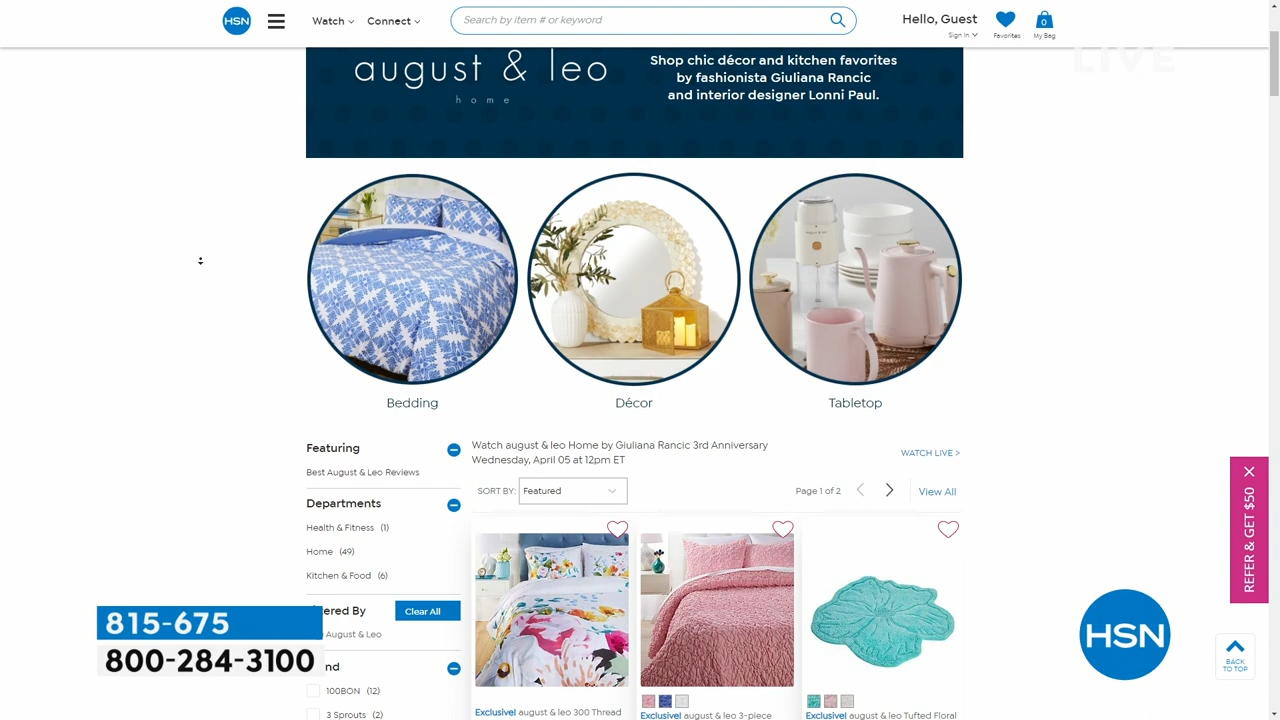 HSN
Watch
Connect
Search by item # or keyword
Hello, Guest
Sign In
Favorites
0
My Bag
LIVE
august & leo
home
Shop chic décor and kitchen favorites
by fashionista Giuliana Rancic
and interior designer Lonni Paul.
Bedding
Décor
Tabletop
Featuring
Best August & Leo Reviews
Departments
Health & Fitness (1)
Home (49)
Kitchen & Food (6)
ered By
Clear All
August & Leo
nd
100BON (12)
3 Sprouts (2)
Watch august & leo Home by Giuliana Rancic 3rd Anniversary
Wednesday, April 05 at 12pm ET
WATCH LIVE >
SORT BY:
Featured
Page 1 of 2
View All
Exclusive! august & leo 300 Thread
Exclusive! august & leo 3-piece
Exclusive! august & leo Tufted Floral
815-675
800-284-3100
HSN
REFER & GET $50
BACK
TO TOP